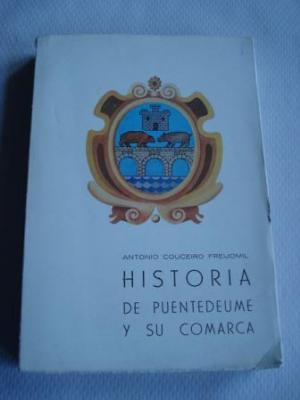 ANTONIO COUCEIRO FREIJOMIL
HISTORIA
DE PUENTEDEUME
Y SU COMARCA